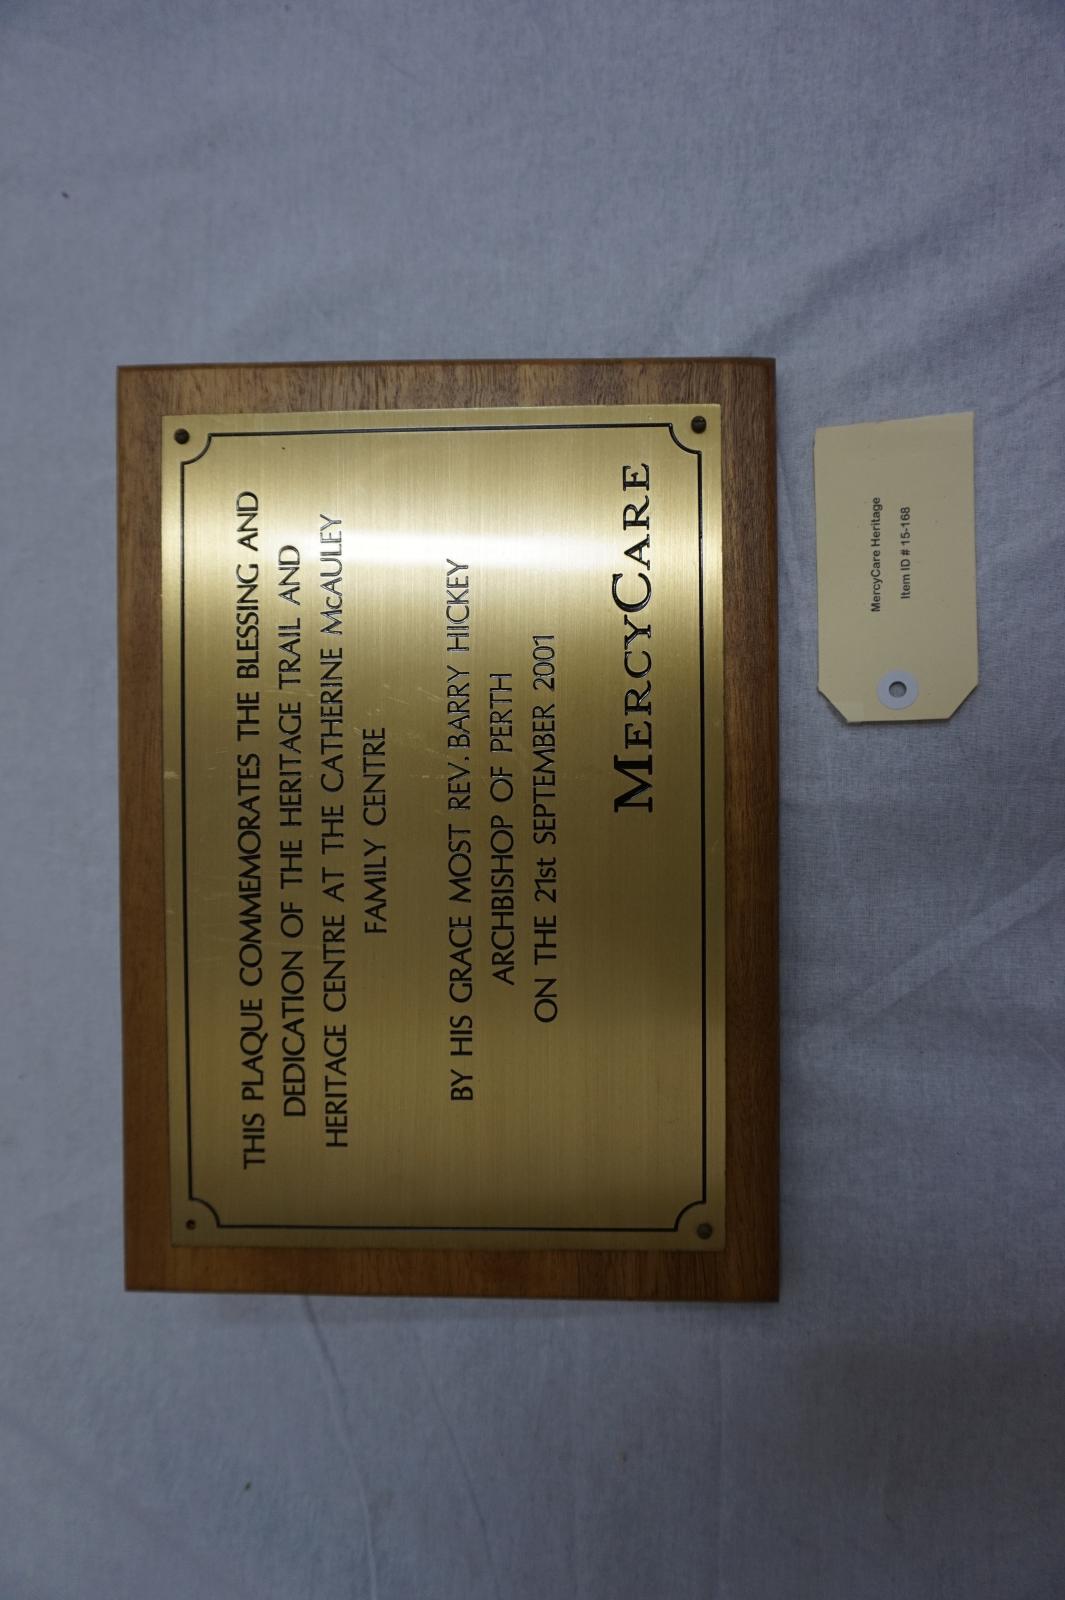 THIS PLAQUE COMMEMORATES THE BLESSING AND
DEDICATION OF THE HERITAGE TRAIL AND
HERITAGE CENTRE AT THE CATHERINE McAULEY
FAMILY CENTRE
BY HIS GRACE MOST REV. BARRY HICKEY
ARCHBISHOP OF PERTH
ON THE 21st SEPTEMBER 2001
MERCYCARE
MercyCare Heritage
Item ID # 15-168